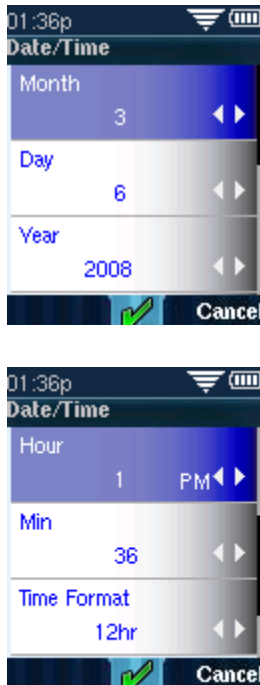 01:36p
Date/Time
Month
3
Day
6
Year
2008
Cancel
01:36p
Date/Time
Hour
1 PM
Min
36
Time Format
12hr
Cancel